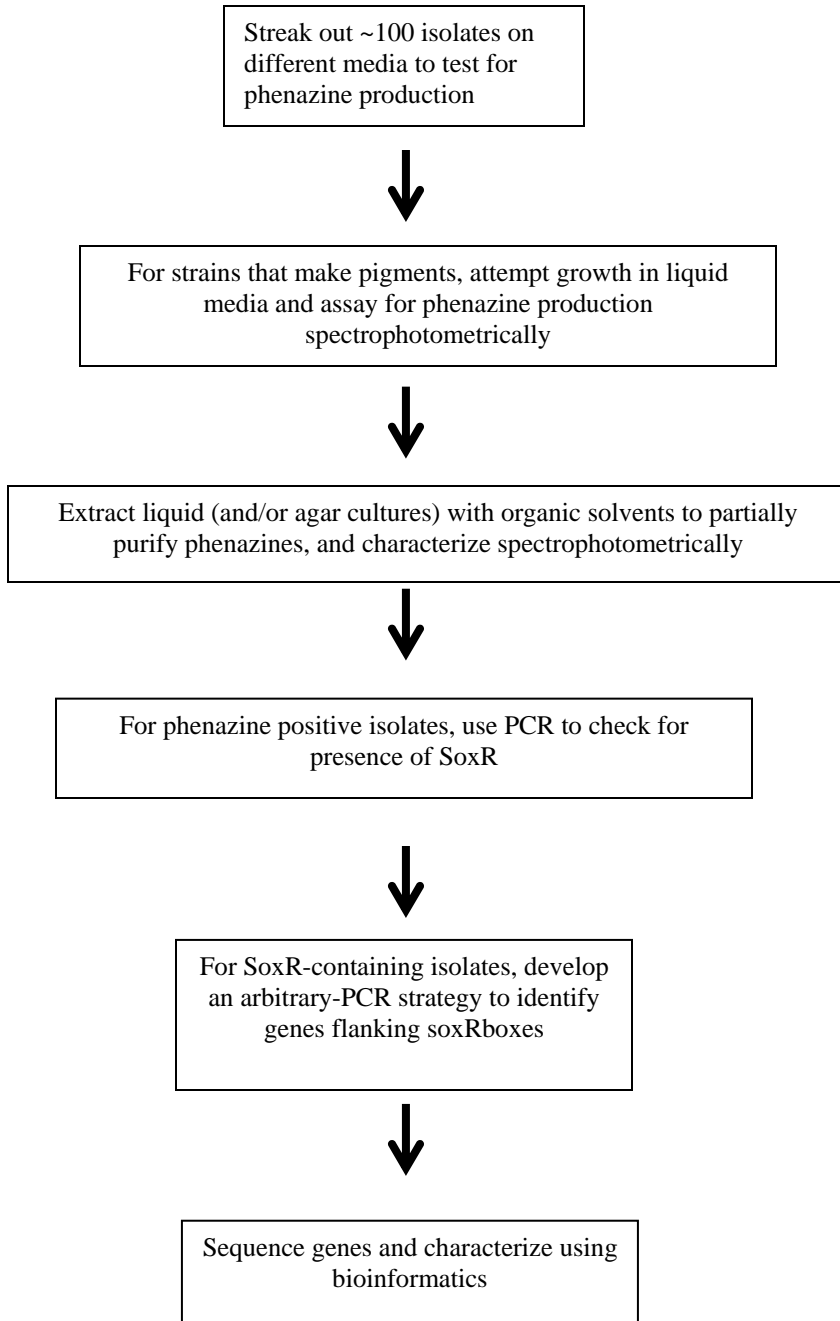 Streak out ~100 isolates on
different media to test for
phenazine production
For strains that make pigments, attempt growth in liquid
media and assay for phenazine production
spectrophotometrically
Extract liquid (and/or agar cultures) with organic solvents to partially
purify phenazines, and characterize spectrophotometrically
For phenazine positive isolates, use PCR to check for
presence of SoxR
For SoxR-containing isolates, develop
an arbitrary-PCR strategy to identify
genes flanking soxRboxes
Sequence genes and characterize using
bioinformatics